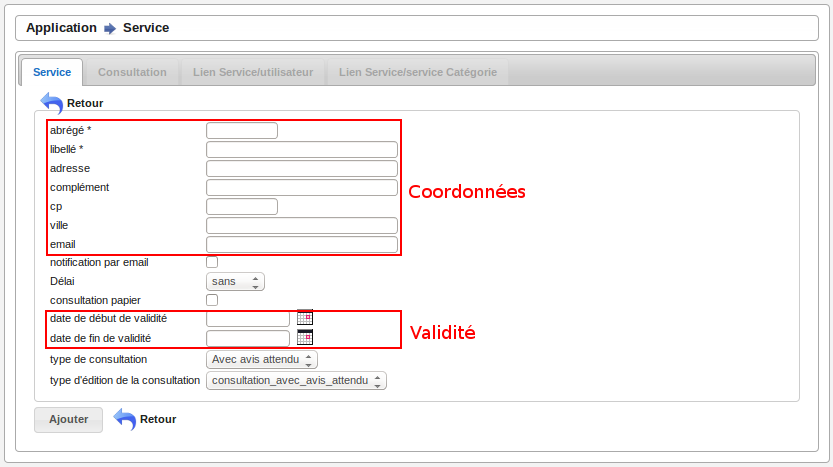 Application Service
Service Consultation Lien Service/utilisateur Lien Service/service Catégorie
Retour
abrégé *
libellé *
adresse
complément
cp
ville
email
Coordonnées
notification par email
Délai sans
consultation papier
date de début de validité
date de fin de validité
Validité
type de consultation Avec avis attendu
type d'édition de la consultation consultation_avec_avis_attendu
Ajouter Retour